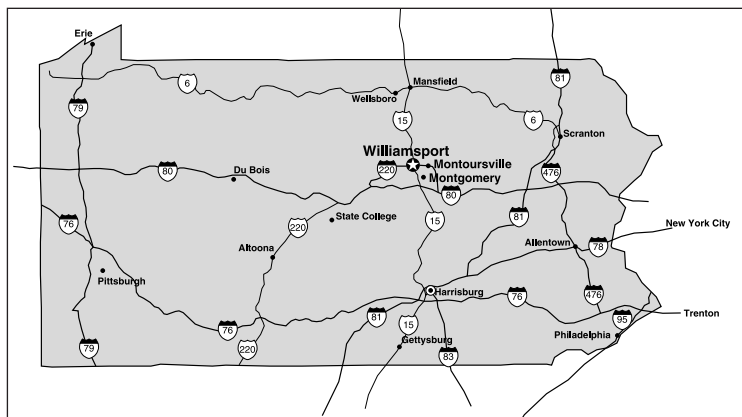 Erie
81
6
Mansfield
Wellsboro
79
15
6
Scranton
Williamsport
220
Montoursville
Montgomery
80
Du Bois
476
80
76
State College
15
81
220
New York City
Altoona
Allentown
78
Pittsburgh
Harrisburg
76
476
81
15
Trenton
76
95
Philadelphia
79
220
Gettysburg
83